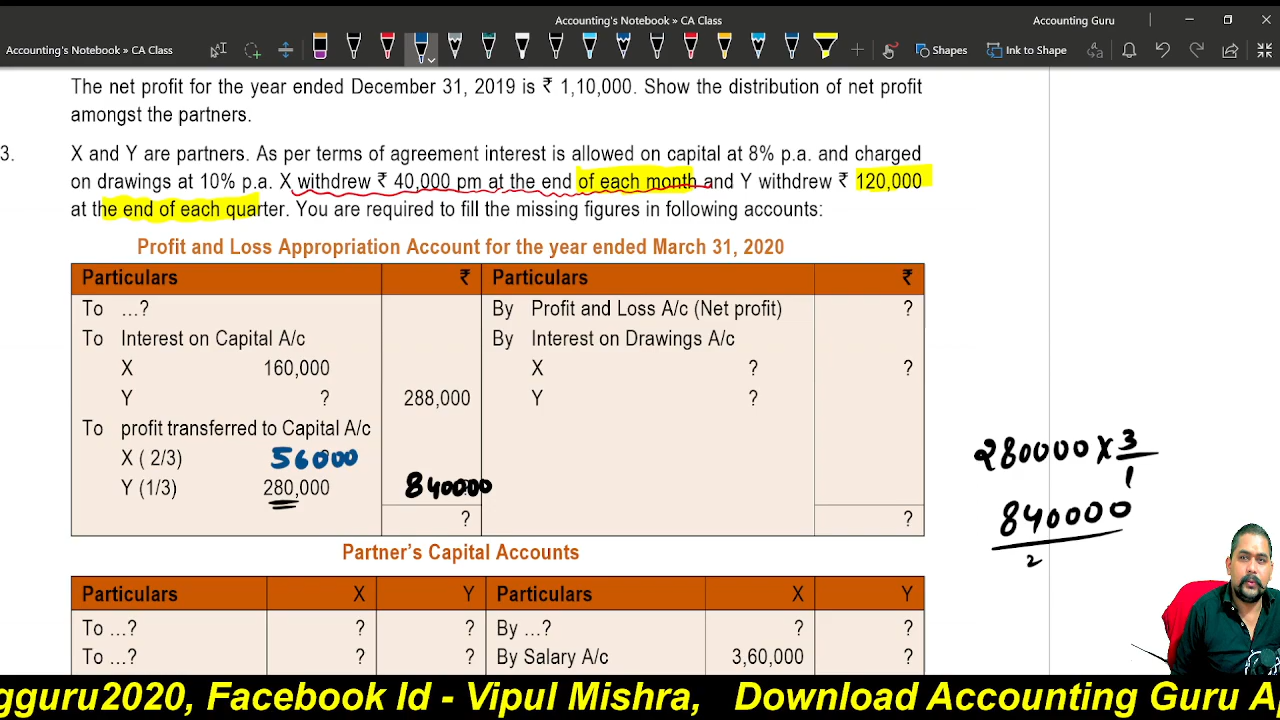 Accounting's Notebook » CA Class
Accounting Guru
Accounting's Notebook » CA Class
Shapes
Ink to Shape
The net profit for the year ended December 31, 2019 is ₹ 1,10,000. Show the distribution of net profit
amongst the partners.
3. X and Y are partners. As per terms of agreement interest is allowed on capital at 8% p.a. and charged
on drawings at 10% p.a. X withdrew ₹ 40,000 pm at the end of each month and Y withdrew ₹ 120,000
at the end of each quarter. You are required to fill the missing figures in following accounts:
Profit and Loss Appropriation Account for the year ended March 31, 2020
Particulars ₹ Particulars ₹
To …? By Profit and Loss A/c (Net profit) ?
To Interest on Capital A/c By Interest on Drawings A/c
X 160,000 X ? ?
Y ? 288,000 Y ?
To profit transferred to Capital A/c
X ( 2/3) 56000
Y (1/3) 280,000 840000
? ?
280000 x 3
1
840000
2
Partner's Capital Accounts
Particulars X Y Particulars X Y
To …? ? ? By …? ? ?
To …? ? ? By Salary A/c 3,60,000 ?
gguru2020, Facebook Id - Vipul Mishra, Download Accounting Guru Ap